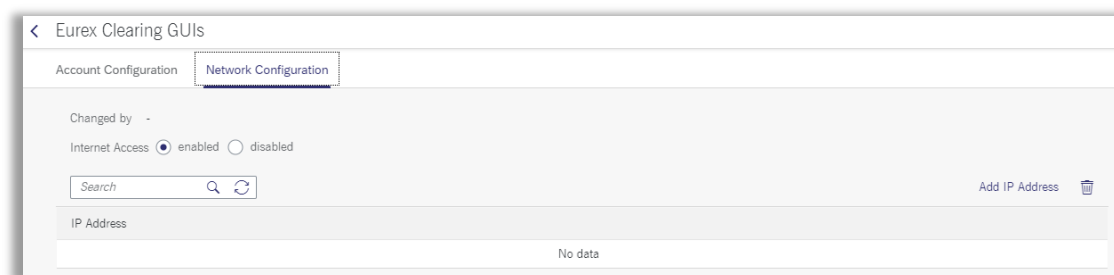 Eurex Clearing GUIs
Account Configuration Network Configuration
Changed by -
Internet Access enabled disabled
Search Add IP Address
IP Address
No data